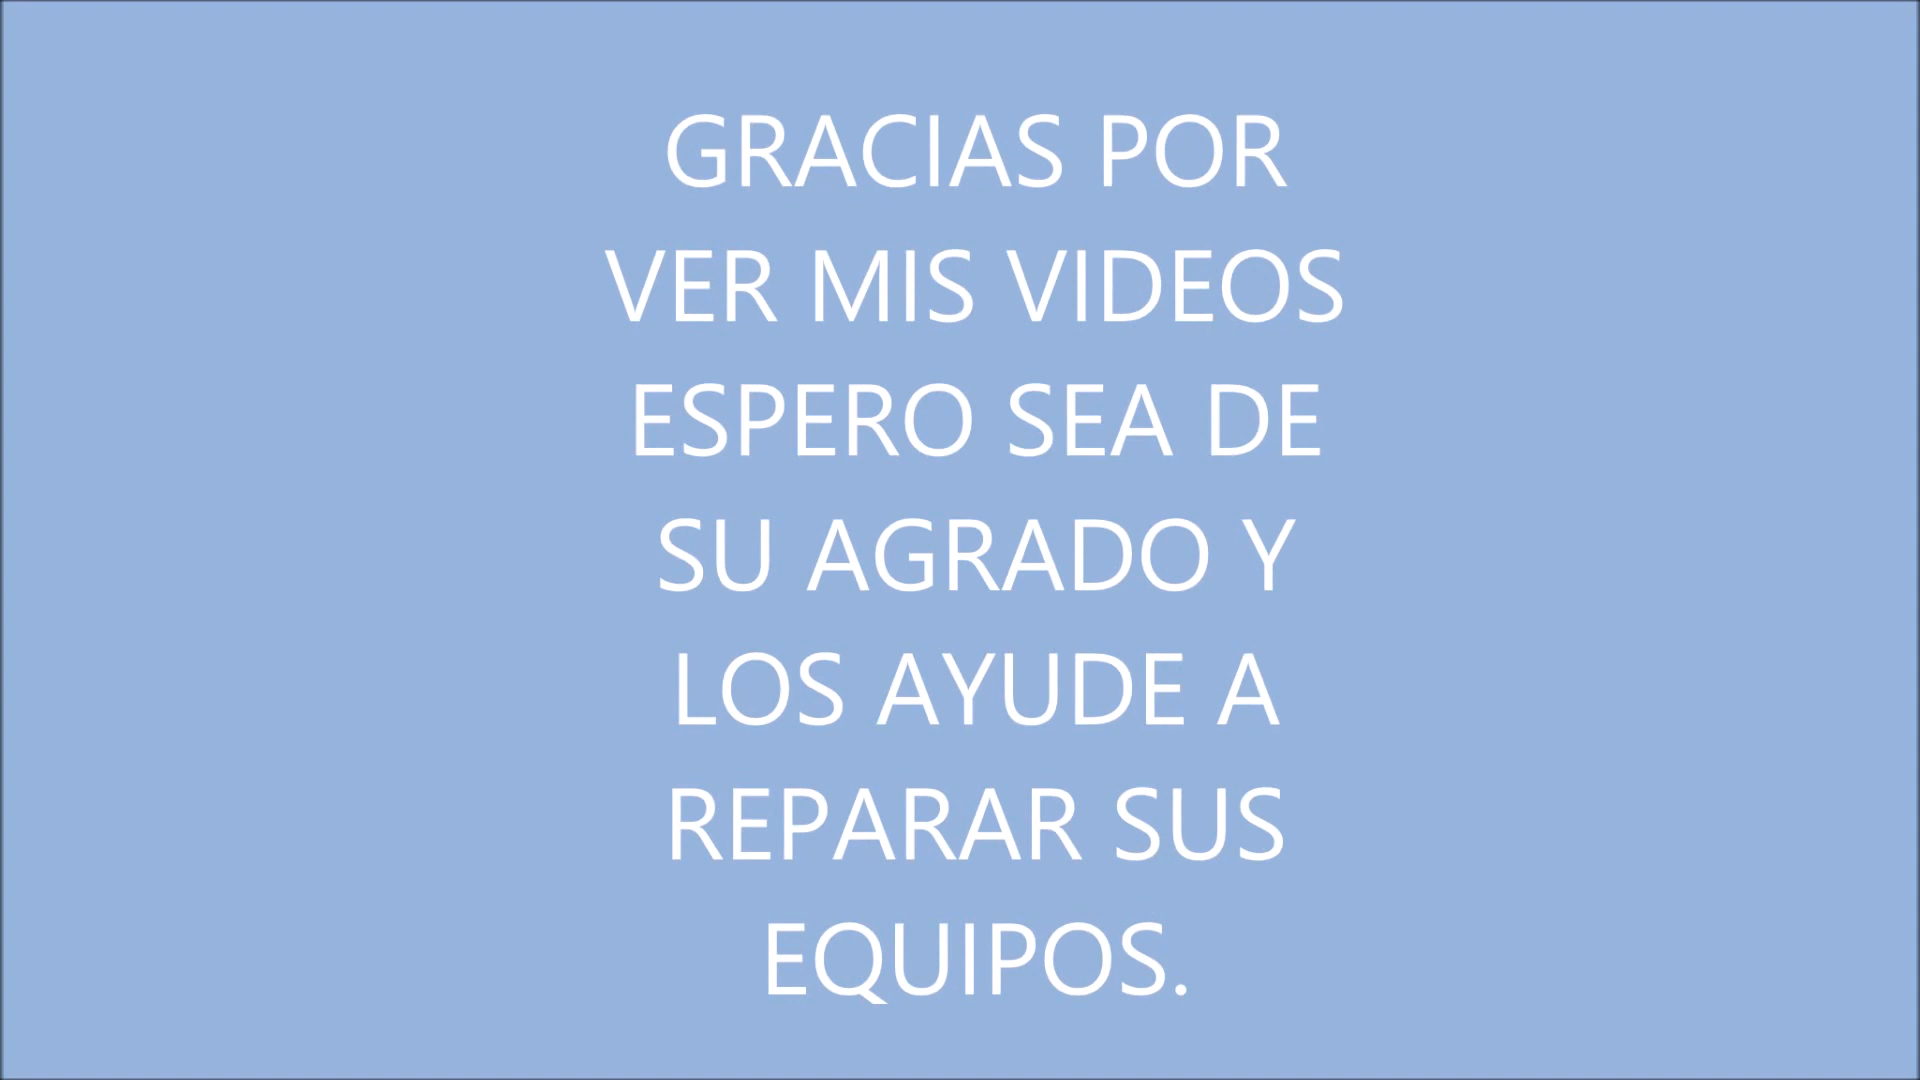 GRACIAS POR
VER MIS VIDEOS
ESPERO SEA DE
SU AGRADO Y
LOS AYUDE A
REPARAR SUS
EQUIPOS.